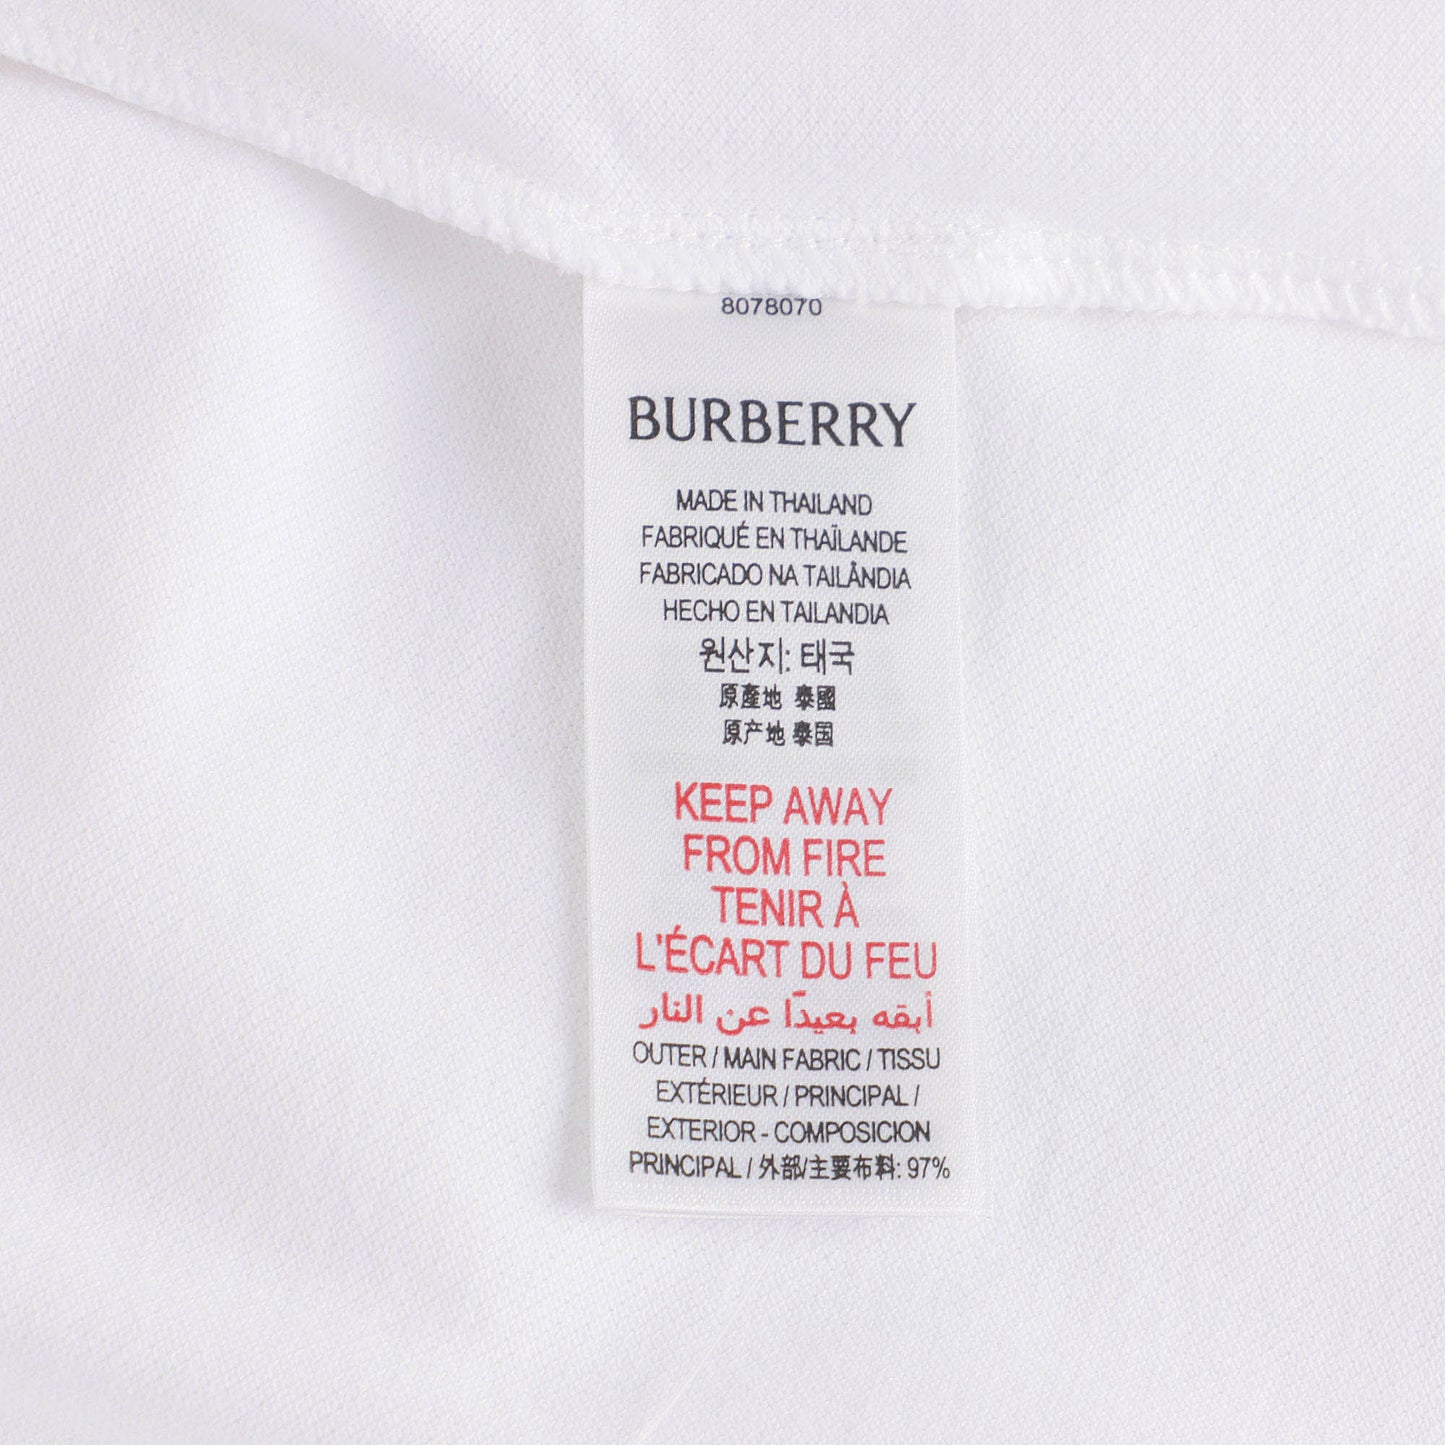 8078070
BURBERRY
MADE IN THAILAND
FABRIQUÉ EN THAÏLANDE
FABRICADO NA TAILÂNDIA
HECHO EN TAILANDIA
원산지: 태국
原產地 泰國
原产地 泰国
KEEP AWAY
FROM FIRE
TENIR À
L'ÉCART DU FEU
أبقه بعيدًا عن النار
OUTER / MAIN FABRIC / TISSU
EXTÉRIEUR / PRINCIPAL /
EXTERIOR - COMPOSICION
PRINCIPAL / 外部/主要布料: 97%